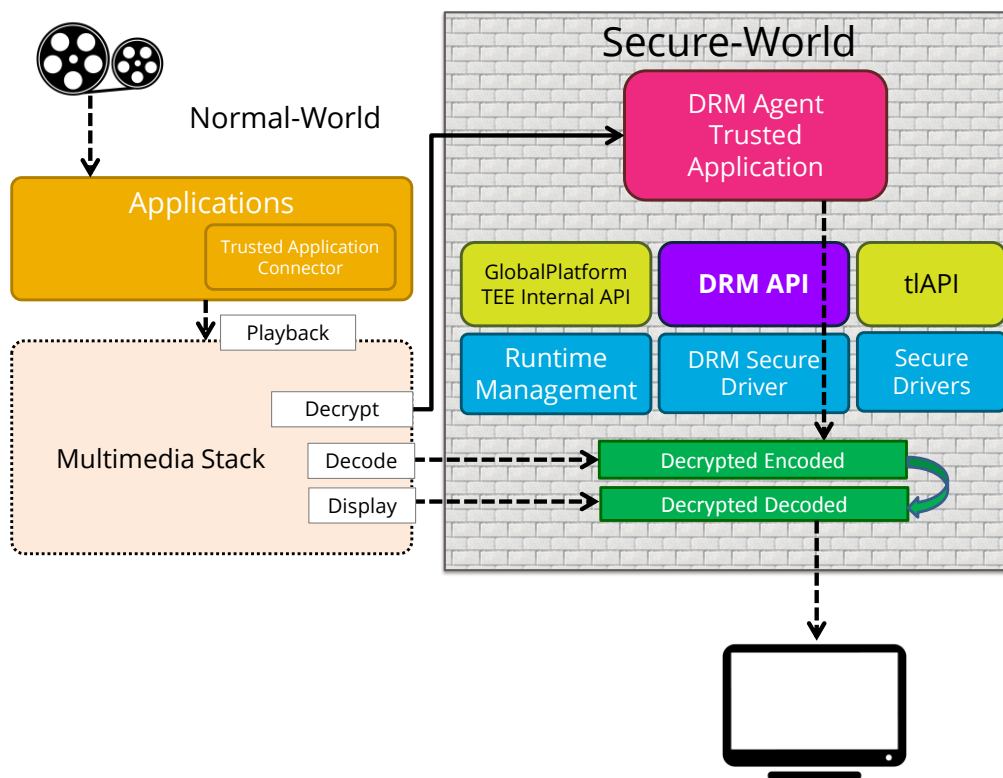 Secure-World
Normal-World
DRM Agent
Trusted
Application
Applications
Trusted Application
Connector
GlobalPlatform
TEE Internal API
DRM API
tlAPI
Playback
Runtime
Management
DRM Secure
Driver
Secure
Drivers
Decrypt
Multimedia Stack
Decode
Display
Decrypted Encoded
Decrypted Decoded